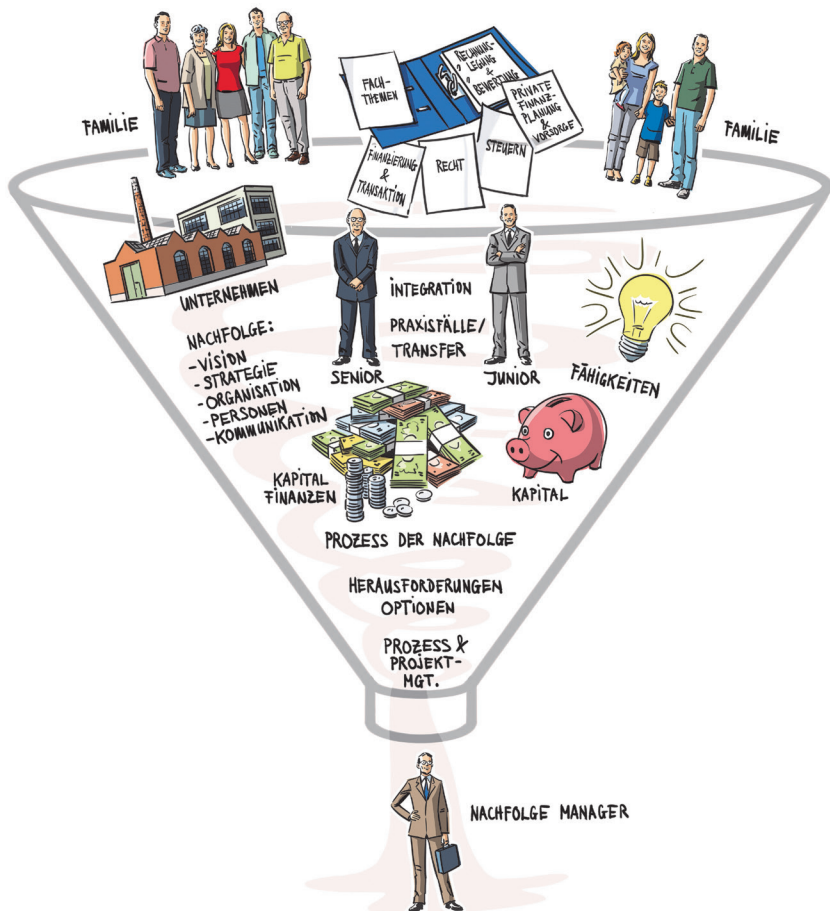 FAMILIE
FACH-
THEMEN
RECHNUNGS-
LEGUNG
&
BEWERTUNG
PRIVATE
FINANZ-
PLANUNG
&
VORSORGE
FINANZIERUNG
&
TRANSAKTION
RECHT
STEUERN
FAMILIE
UNTERNEHMEN
NACHFOLGE:
-VISION
-STRATEGIE
-ORGANISATION
-PERSONEN
-KOMMUNIKATION
SENIOR
INTEGRATION
PRAXISFÄLLE/
TRANSFER
JUNIOR
FÄHIGKEITEN
KAPITAL
FINANZEN
KAPITAL
PROZESS DER NACHFOLGE
HERAUSFORDERUNGEN
OPTIONEN
PROZESS &
PROJEKT-
MGT.
NACHFOLGE MANAGER